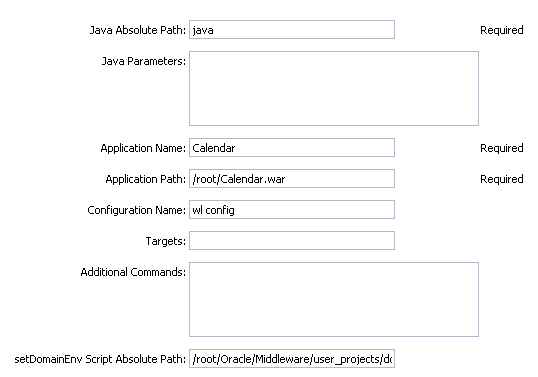 Java Absolute Path: java Required
Java Parameters:
Application Name: Calendar Required
Application Path: /root/Calendar.war Required
Configuration Name: wl config
Targets:
Additional Commands:
setDomainEnv Script Absolute Path: /root/Oracle/Middleware/user_projects/